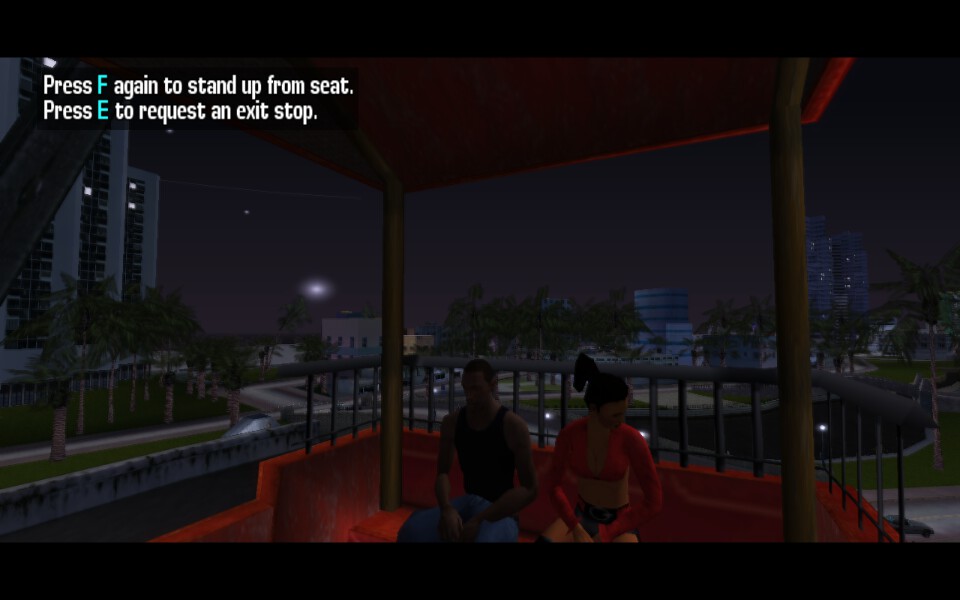 Press F again to stand up from seat.
Press E to request an exit stop.